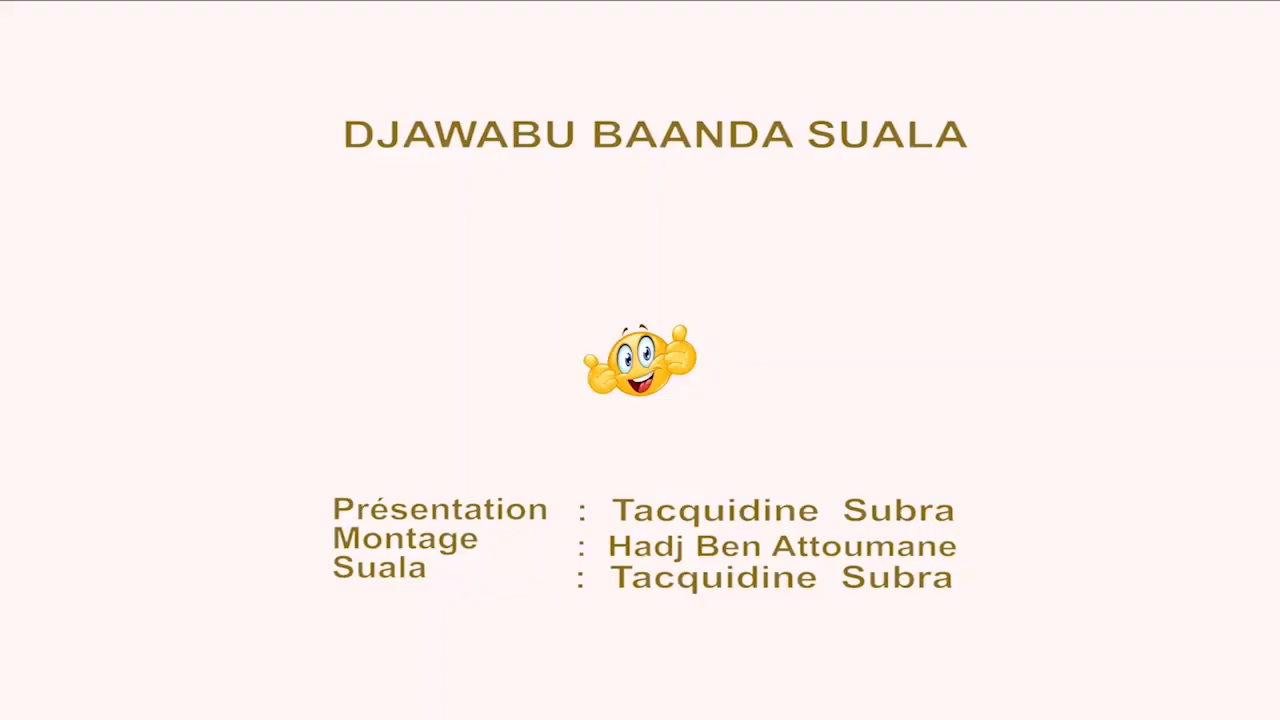 DJAWABU BAANDA SUALA
Présentation : Tacquidine Subra
Montage : Hadj Ben Attoumane
Suala : Tacquidine Subra